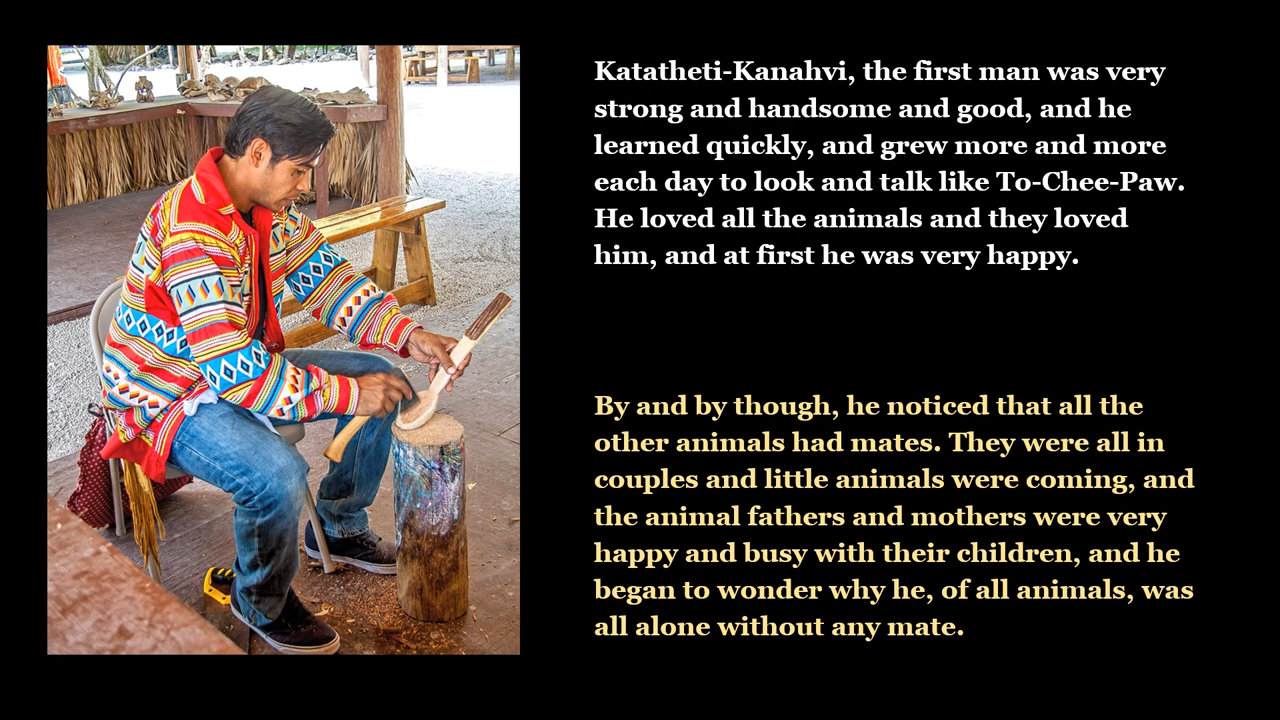 Katatheti-Kanahvi, the first man was very
strong and handsome and good, and he
learned quickly, and grew more and more
each day to look and talk like To-Chee-Paw.
He loved all the animals and they loved
him, and at first he was very happy.
By and by though, he noticed that all the
other animals had mates. They were all in
couples and little animals were coming, and
the animal fathers and mothers were very
happy and busy with their children, and he
began to wonder why he, of all animals, was
all alone without any mate.